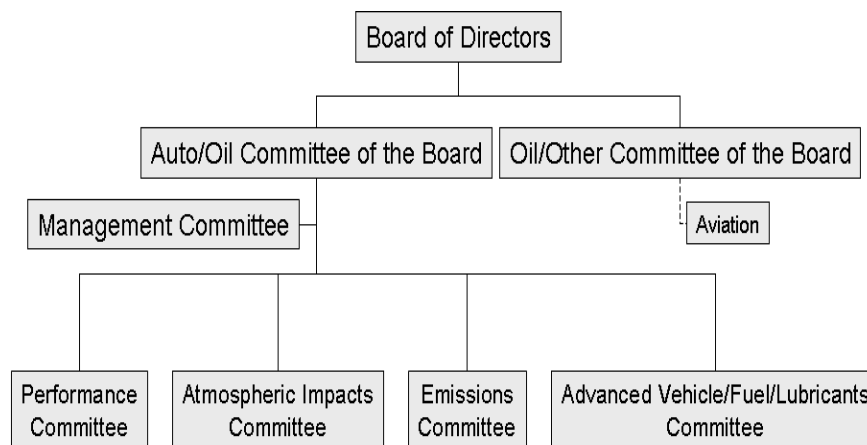 Board of Directors
Auto/Oil Committee of the Board
Oil/Other Committee of the Board
Management Committee
Aviation
Performance
Committee
Atmospheric Impacts
Committee
Emissions
Committee
Advanced Vehicle/Fuel/Lubricants
Committee